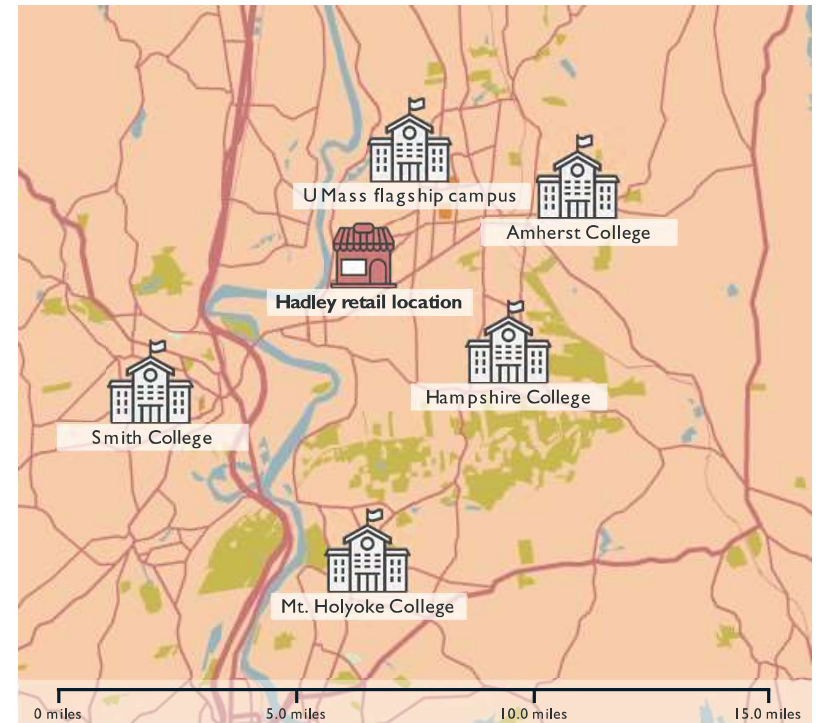 UMass flagship campus
Amherst College
Hadley retail location
Hampshire College
Smith College
Mt. Holyoke College
0 miles
5.0 miles
10.0 miles
15.0 miles